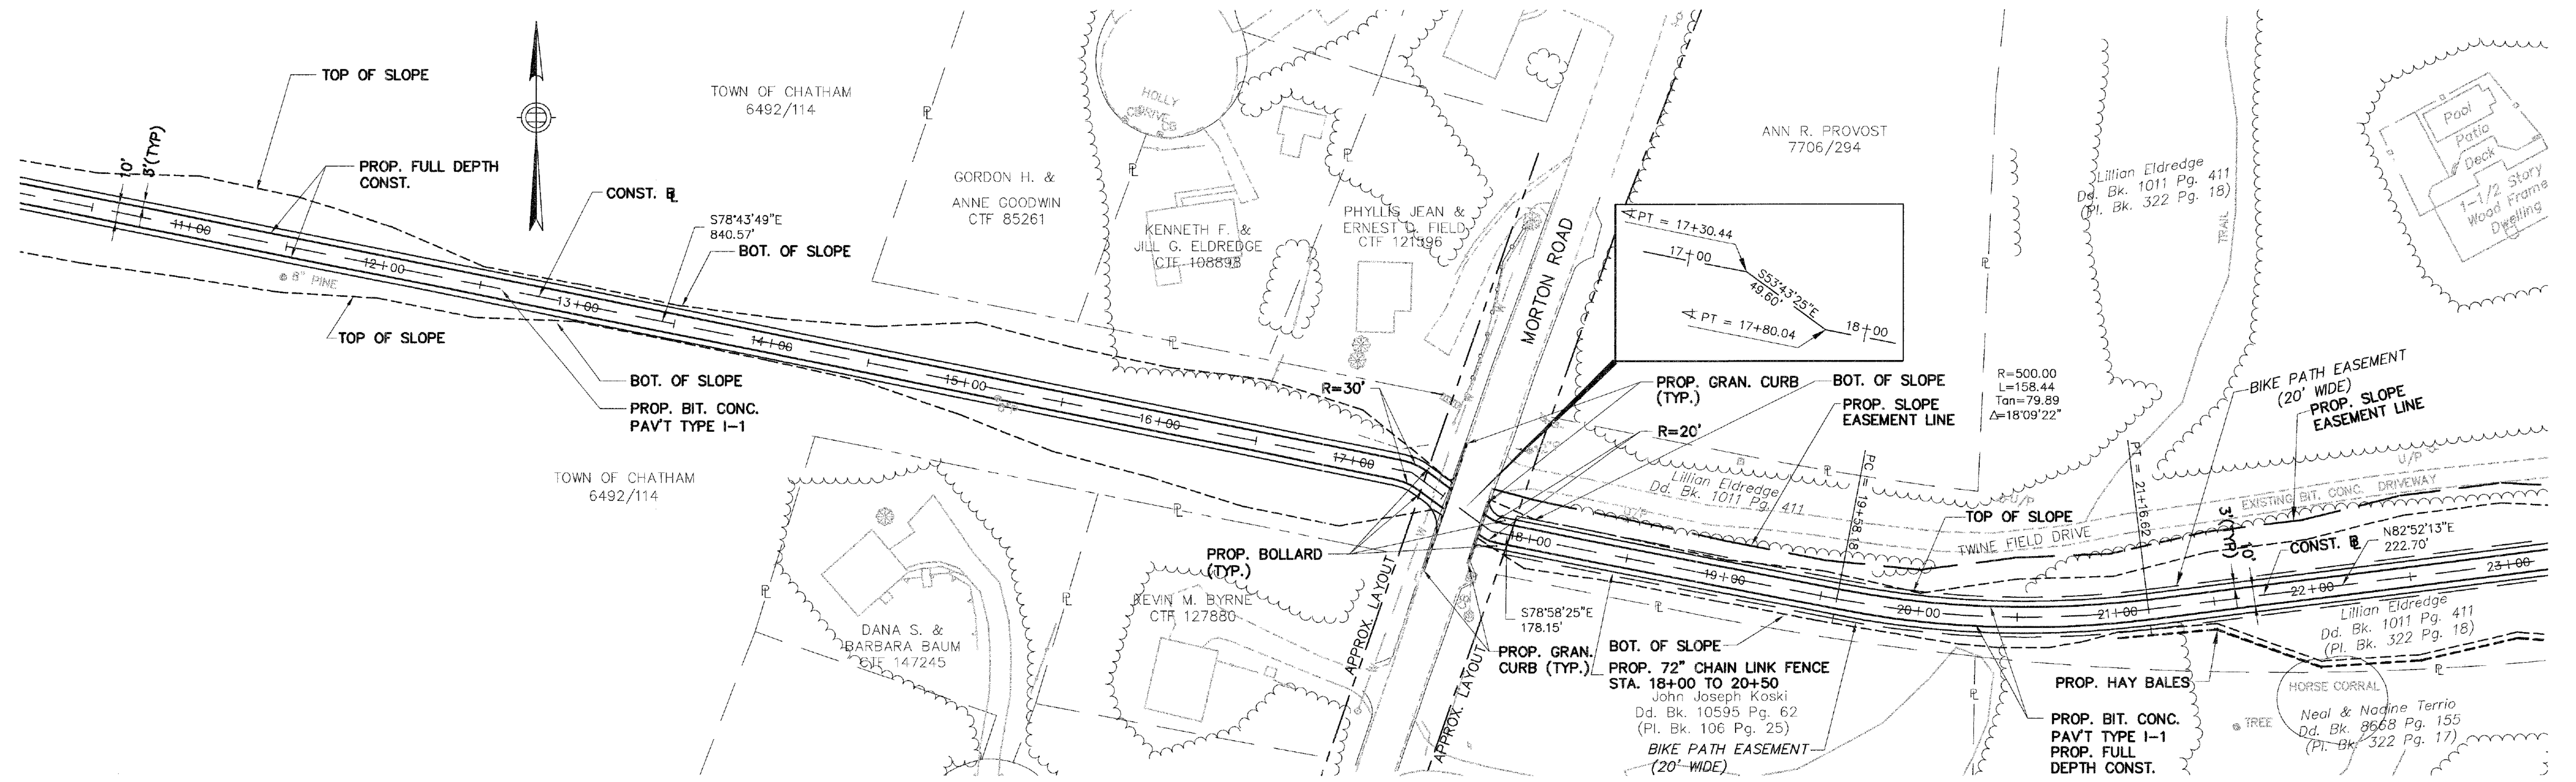 TOP OF SLOPE
10'
8'(TYP)
PROP. FULL DEPTH
CONST.
CONST. ℄
S78°43'49"E
840.57'
BOT. OF SLOPE
TOWN OF CHATHAM
6492/114
11+00
12+00
13+00
14+00
15+00
16+00
17+00
8" PINE
TOP OF SLOPE
BOT. OF SLOPE
PROP. BIT. CONC.
PAV'T TYPE I-1
TOWN OF CHATHAM
6492/114
GORDON H. &
ANNE GOODWIN
CTF 85261
HOLLY
DRIVE
CB
CB
KENNETH F. &
JILL G. ELDREDGE
CTF 108898
PHYLLIS JEAN &
ERNEST D. FIELD
CTF 121596
MORTON ROAD
R=30'
PROP. BOLLARD
(TYP.)
DANA S. &
BARBARA BAUM
CTF 147245
KEVIN M. BYRNE
CTF 127880
APPROX. LAYOUT
APPROX. LAYOUT
ANN R. PROVOST
7706/294
PT = 17+30.44
17+00
S53°43'25"E
49.60'
PT = 17+80.04
18+00
PROP. GRAN. CURB
(TYP.)
BOT. OF SLOPE
PROP. SLOPE
EASEMENT LINE
R=20'
R=500.00
L=158.44
Tan=79.89
Δ=18°09'22"
BIKE PATH EASEMENT
(20' WIDE)
PROP. SLOPE
EASEMENT LINE
Lillian Eldredge
Dd. Bk. 1011 Pg. 411
(Pl. Bk. 322 Pg. 18)
TRAIL
Pool
Patio
Deck
1-1/2 Story
Wood Frame
Dwelling
Lillian Eldredge
Dd. Bk. 1011 Pg. 411
PC = 19+58.18
PT = 21+16.62
TOP OF SLOPE
TWINE FIELD DRIVE
EXISTING BIT. CONC. DRIVEWAY
U/P
U/P
3'(TYP)
10'
CONST. ℄
N82°52'13"E
222.70'
18+00
19+00
20+00
21+00
22+00
23+00
S78°58'25"E
178.15'
PROP. GRAN.
CURB (TYP.)
BOT. OF SLOPE
PROP. 72" CHAIN LINK FENCE
STA. 18+00 TO 20+50
John Joseph Koski
Dd. Bk. 10595 Pg. 62
(Pl. Bk. 106 Pg. 25)
BIKE PATH EASEMENT
(20' WIDE)
Lillian Eldredge
Dd. Bk. 1011 Pg. 411
(Pl. Bk. 322 Pg. 18)
PROP. HAY BALES
PROP. BIT. CONC.
PAV'T TYPE I-1
PROP. FULL
DEPTH CONST.
HORSE CORRAL
TREE
Neal & Nadine Terrio
Dd. Bk. 8668 Pg. 155
(Pl. Bk. 322 Pg. 17)